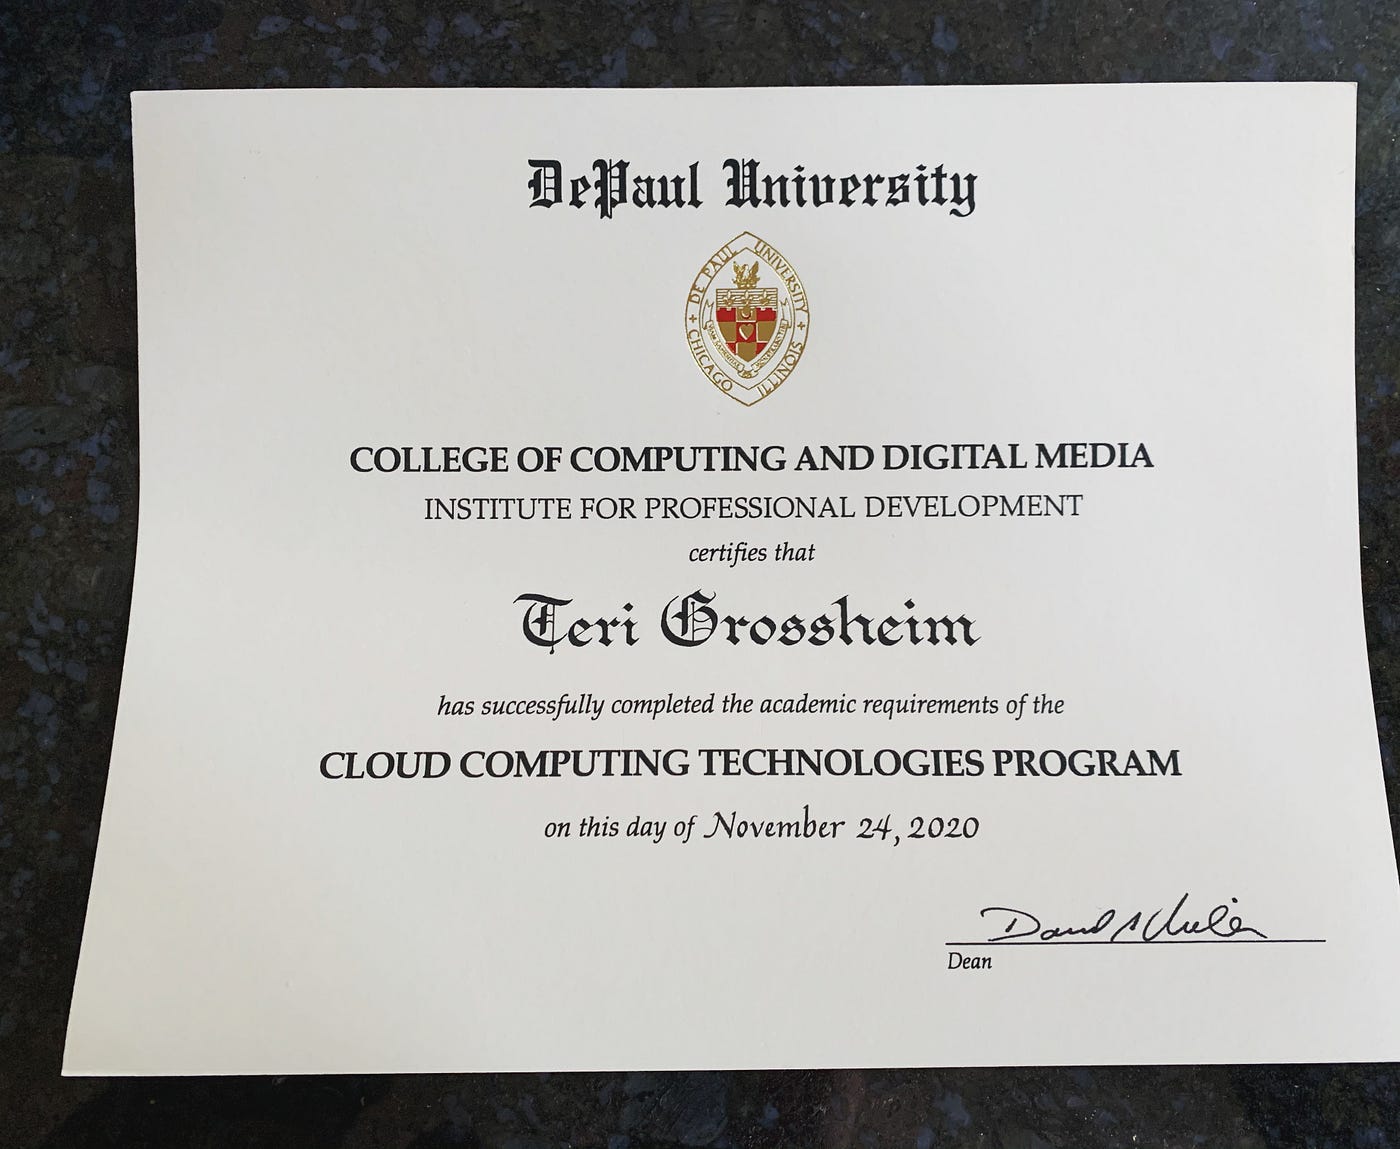 DePaul University
DE PAUL UNIVERSITY
CHICAGO ILLINOIS
COLLEGE OF COMPUTING AND DIGITAL MEDIA
INSTITUTE FOR PROFESSIONAL DEVELOPMENT
certifies that
Teri Grossheim
has successfully completed the academic requirements of the
CLOUD COMPUTING TECHNOLOGIES PROGRAM
on this day of November 24, 2020
Dean